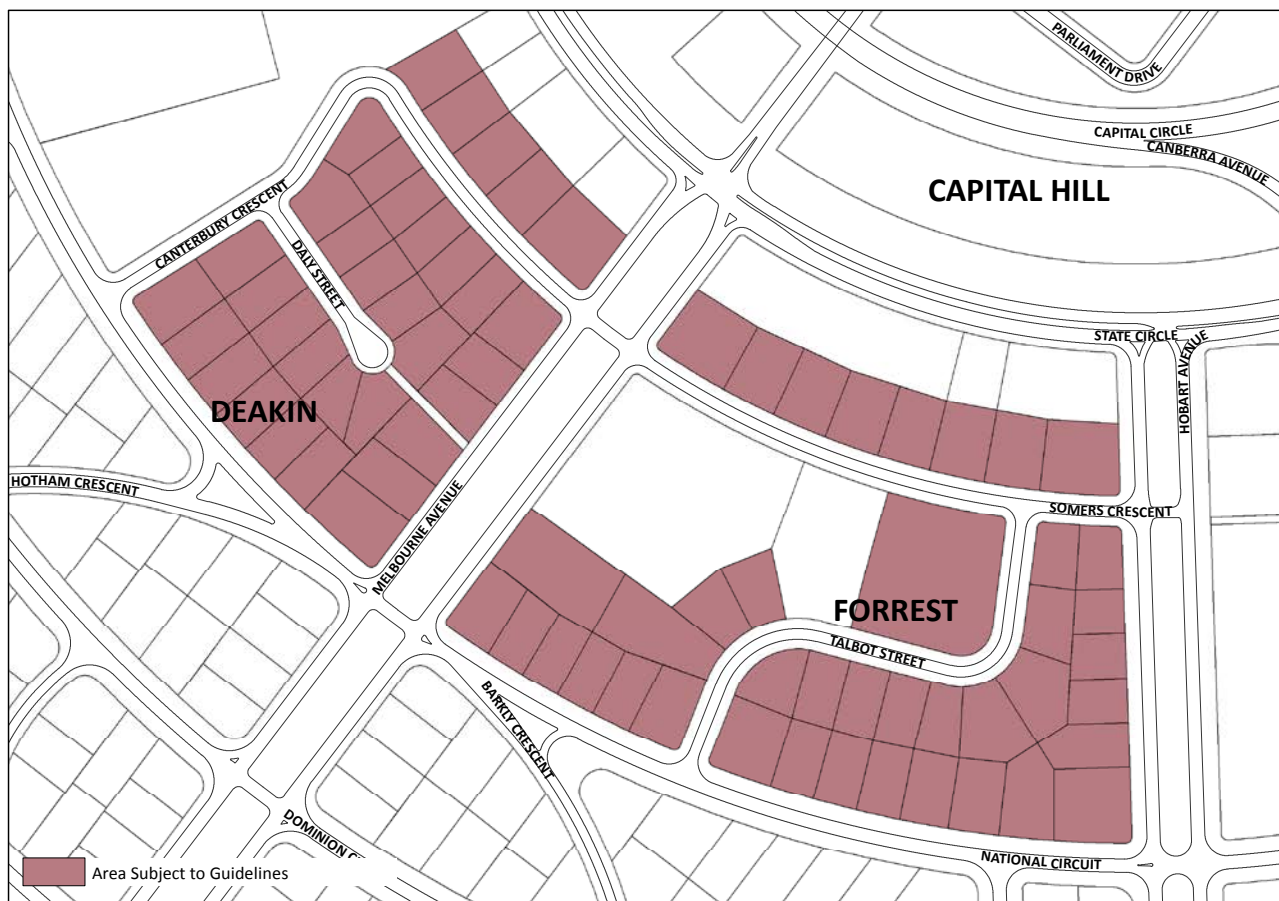 PARLIAMENT DRIVE
CAPITAL CIRCLE
CANBERRA AVENUE
CAPITAL HILL
CANTERBURY CRESCENT
DALY STREET
STATE CIRCLE
HOBART AVENUE
DEAKIN
HOTHAM CRESCENT
MELBOURNE AVENUE
SOMERS CRESCENT
FORREST
TALBOT STREET
BARKLY CRESCENT
DOMINION C
NATIONAL CIRCUIT
Area Subject to Guidelines